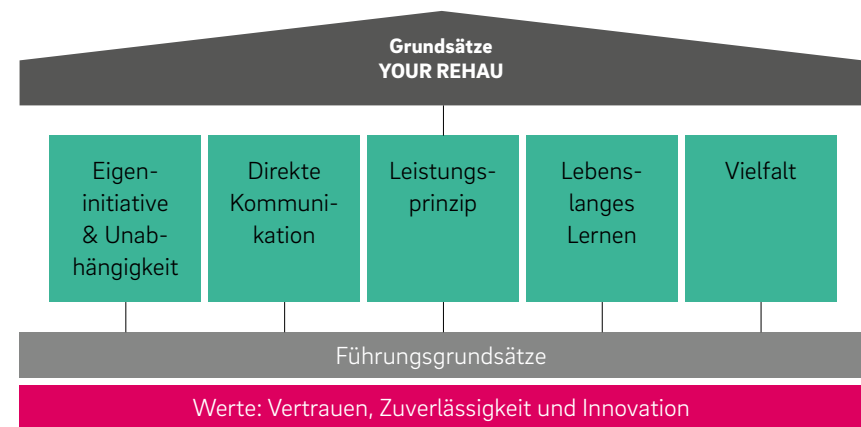 Grundsätze
YOUR REHAU
Eigen-
initiative
& Unab-
hängigkeit
Direkte
Kommuni-
kation
Leistungs-
prinzip
Lebens-
langes
Lernen
Vielfalt
Führungsgrundsätze
Werte: Vertrauen, Zuverlässigkeit und Innovation